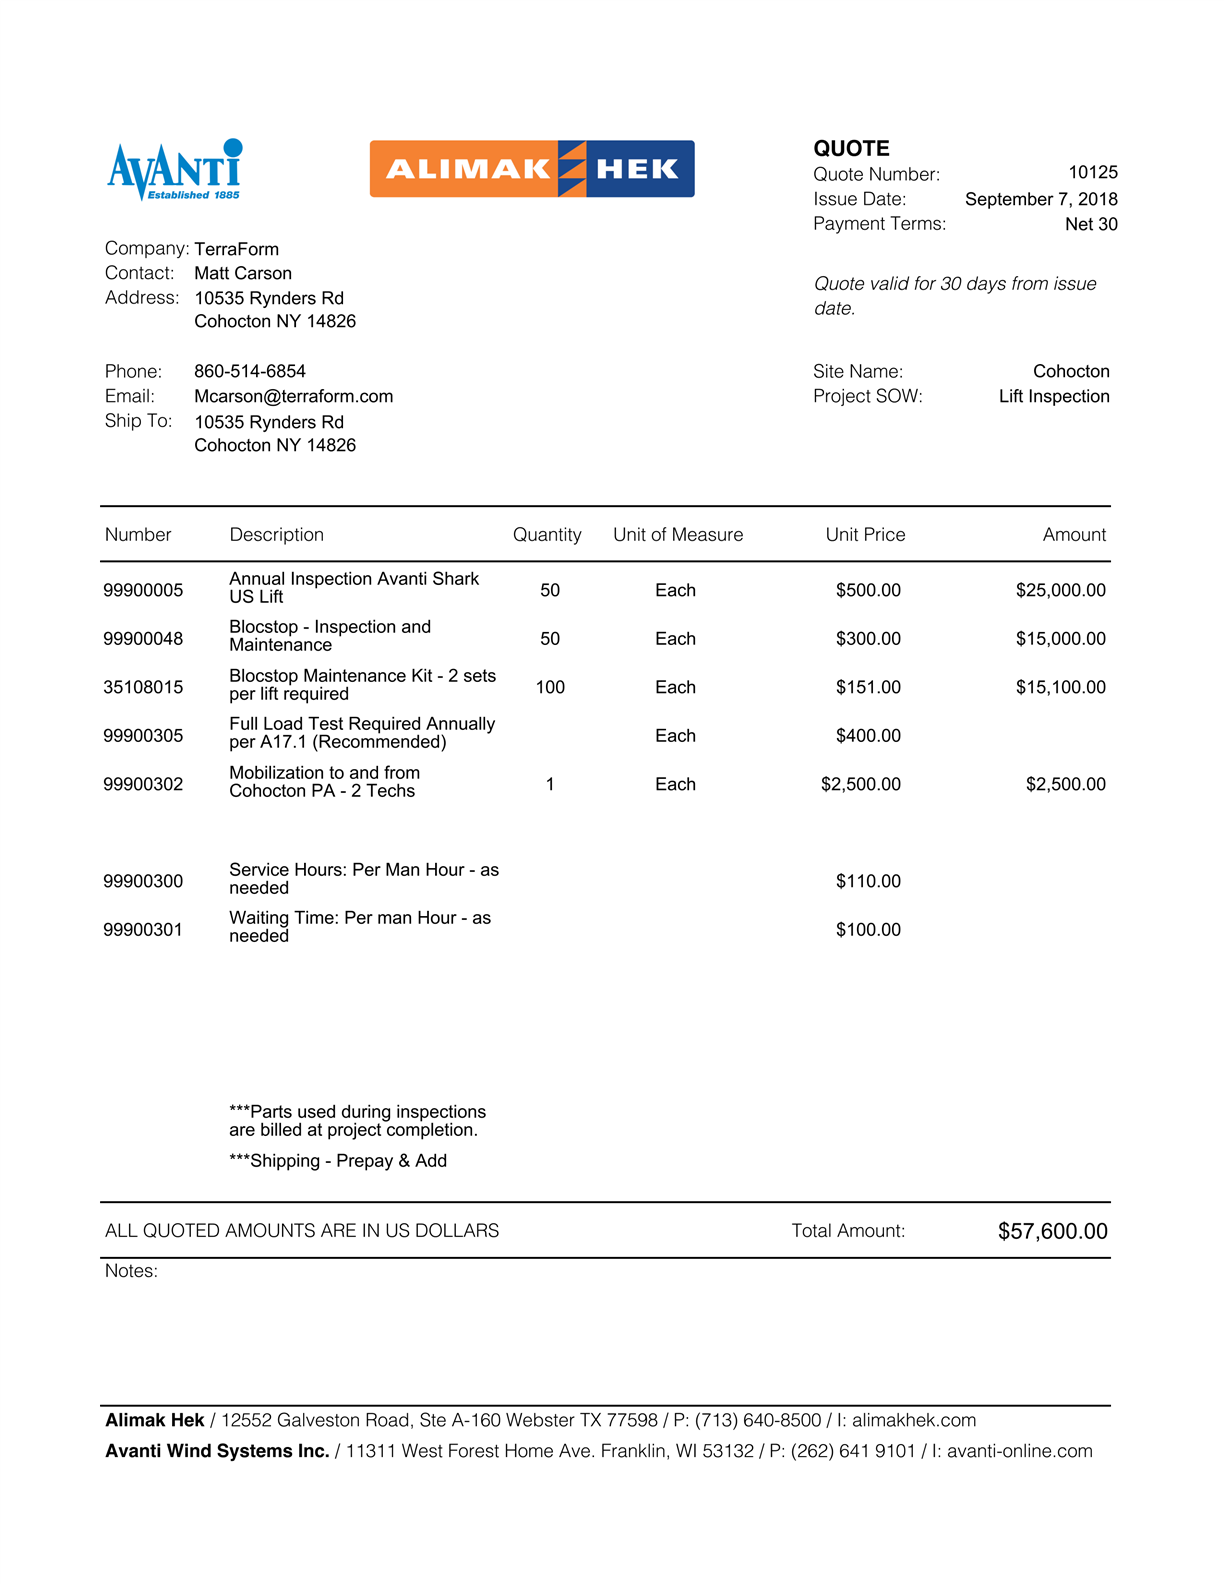 AVANTI
Established 1885
ALIMAK HEK
QUOTE
Quote Number: 10125
Issue Date: September 7, 2018
Payment Terms: Net 30
Company: TerraForm
Contact: Matt Carson
Address: 10535 Rynders Rd
Cohocton NY 14826
Quote valid for 30 days from issue
date.
Phone: 860-514-6854
Email: Mcarson@terraform.com
Ship To: 10535 Rynders Rd
Cohocton NY 14826
Site Name: Cohocton
Project SOW: Lift Inspection
Number Description Quantity Unit of Measure Unit Price Amount
99900005 Annual Inspection Avanti Shark
US Lift 50 Each $500.00 $25,000.00
99900048 Blocstop - Inspection and
Maintenance 50 Each $300.00 $15,000.00
35108015 Blocstop Maintenance Kit - 2 sets
per lift required 100 Each $151.00 $15,100.00
99900305 Full Load Test Required Annually
per A17.1 (Recommended) Each $400.00
99900302 Mobilization to and from
Cohocton PA - 2 Techs 1 Each $2,500.00 $2,500.00
99900300 Service Hours: Per Man Hour - as
needed $110.00
99900301 Waiting Time: Per man Hour - as
needed $100.00
***Parts used during inspections
are billed at project completion.
***Shipping - Prepay & Add
ALL QUOTED AMOUNTS ARE IN US DOLLARS Total Amount: $57,600.00
Notes:
Alimak Hek / 12552 Galveston Road, Ste A-160 Webster TX 77598 / P: (713) 640-8500 / I: alimakhek.com
Avanti Wind Systems Inc. / 11311 West Forest Home Ave. Franklin, WI 53132 / P: (262) 641 9101 / I: avanti-online.com